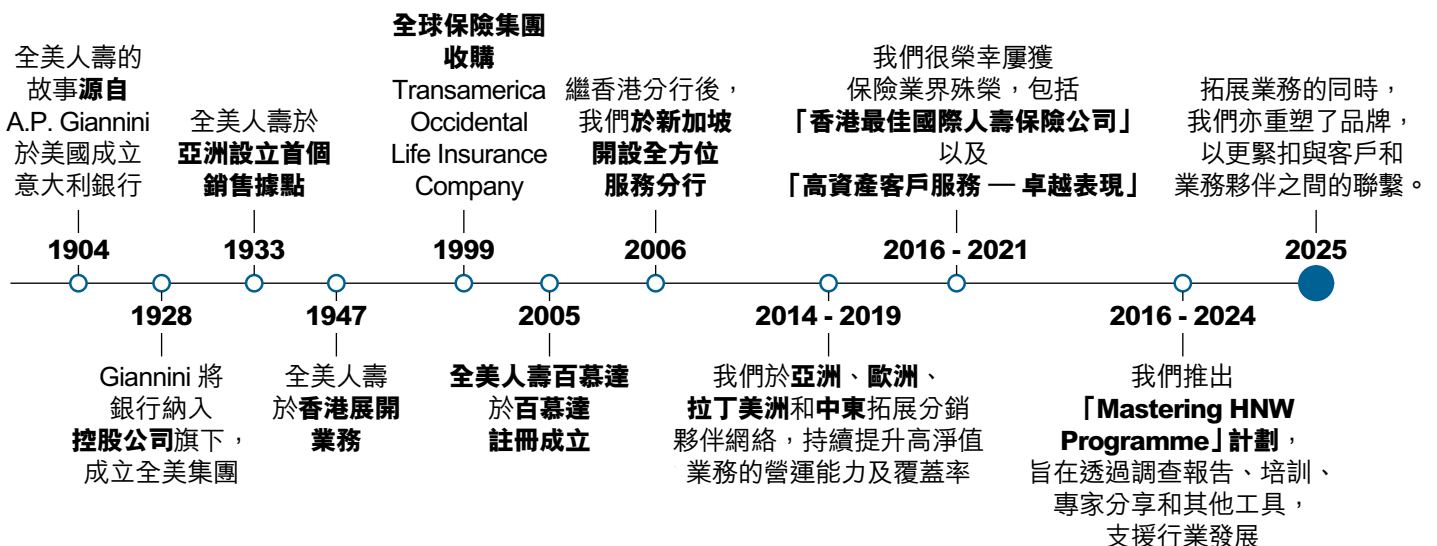 全美人壽的
故事源自
A.P. Giannini
於美國成立
意大利銀行
1904
Giannini 將
銀行納入
控股公司旗下，
成立全美集團
1928
全美人壽於
亞洲設立首個
銷售據點
1933
全美人壽
於香港展開
業務
1947
全球保險集團
收購
Transamerica
Occidental
Life Insurance
Company
1999
全美人壽百慕達
於百慕達
註冊成立
2005
繼香港分行後，
我們於新加坡
開設全方位
服務分行
2006
我們於亞洲、歐洲、
拉丁美洲和中東拓展分銷
夥伴網絡，持續提升高淨值
業務的營運能力及覆蓋率
2014 - 2019
我們很榮幸屢獲
保險業界殊榮，包括
「香港最佳國際人壽保險公司」
以及
「高資產客戶服務 — 卓越表現」
2016 - 2021
我們推出
「Mastering HNW
Programme」計劃，
旨在透過調查報告、培訓、
專家分享和其他工具，
支援行業發展
2016 - 2024
拓展業務的同時，
我們亦重塑了品牌，
以更緊扣與客戶和
業務夥伴之間的聯繫。
2025